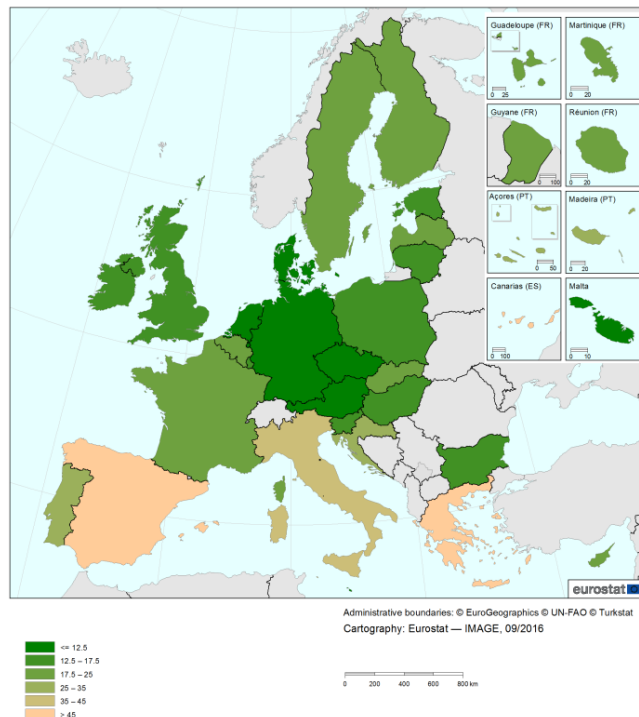 Guadeloupe (FR)
0 25
Martinique (FR)
0 20
Guyane (FR)
0 100
Réunion (FR)
0 20
Açores (PT)
0 50
Madeira (PT)
0 20
Canarias (ES)
0 100
Malta
0 10
eurostat
Administrative boundaries: © EuroGeographics © UN-FAO © Turkstat
Cartography: Eurostat — IMAGE, 09/2016
<= 12.5
12.5 – 17.5
17.5 – 25
25 – 35
35 – 45
> 45
0 200 400 600 800 km